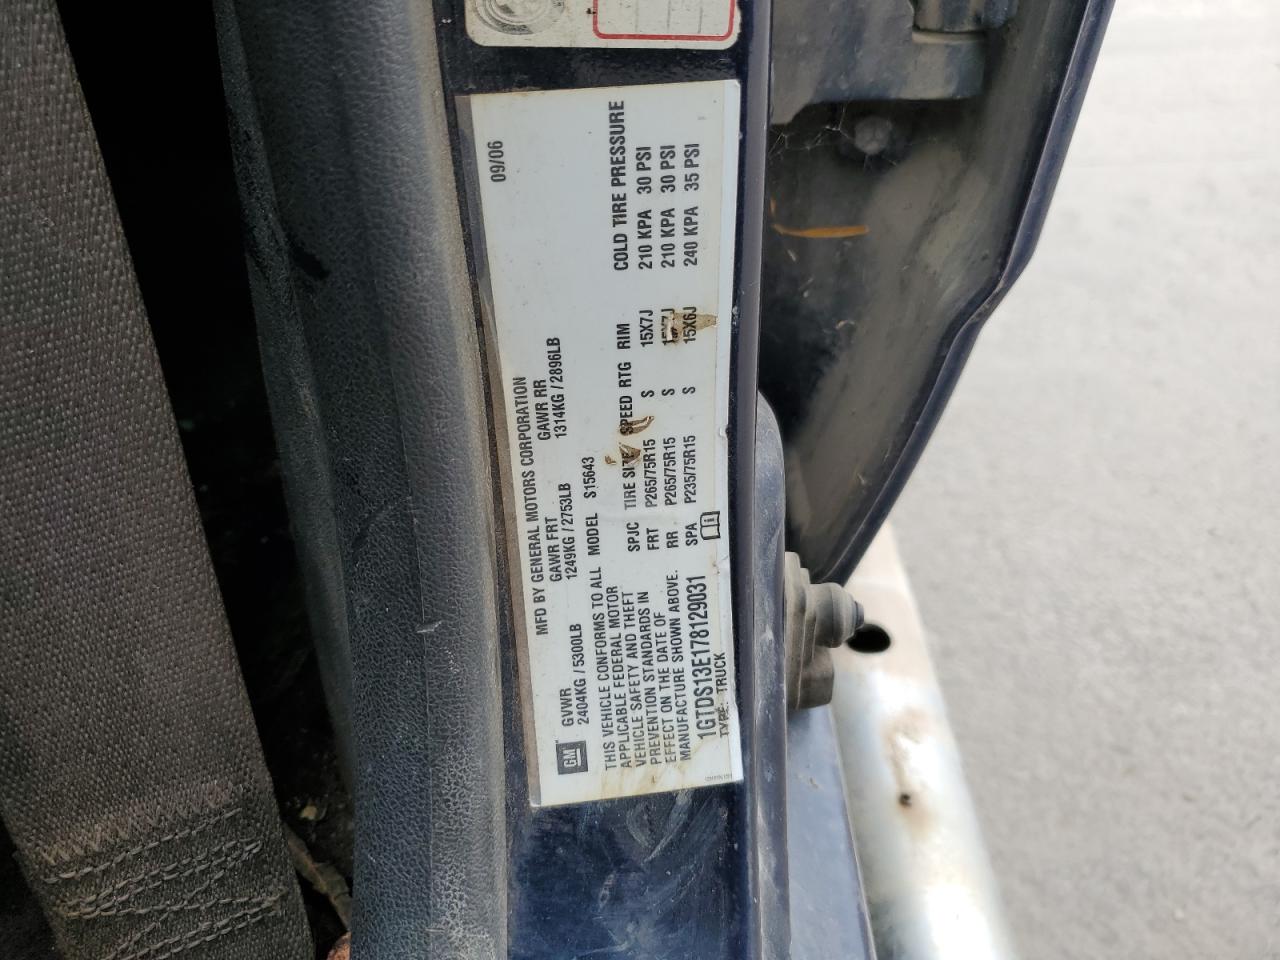 MFD BY GENERAL MOTORS CORPORATION 09/06
GM
GVWR GAWR FRT GAWR RR
2404KG / 5300LB 1249KG / 2753LB 1314KG / 2896LB
THIS VEHICLE CONFORMS TO ALL
APPLICABLE FEDERAL MOTOR
VEHICLE SAFETY AND THEFT
PREVENTION STANDARDS IN
EFFECT ON THE DATE OF
MANUFACTURE SHOWN ABOVE.
1GTDS13E178129031
TYPE: TRUCK
MODEL S15643
SPJC TIRE SIZE SPEED RTG RIM COLD TIRE PRESSURE
FRT P265/75R15 S 15X7J 210 KPA 30 PSI
RR P265/75R15 S 15X7J 210 KPA 30 PSI
SPA P235/75R15 S 15X6J 240 KPA 35 PSI